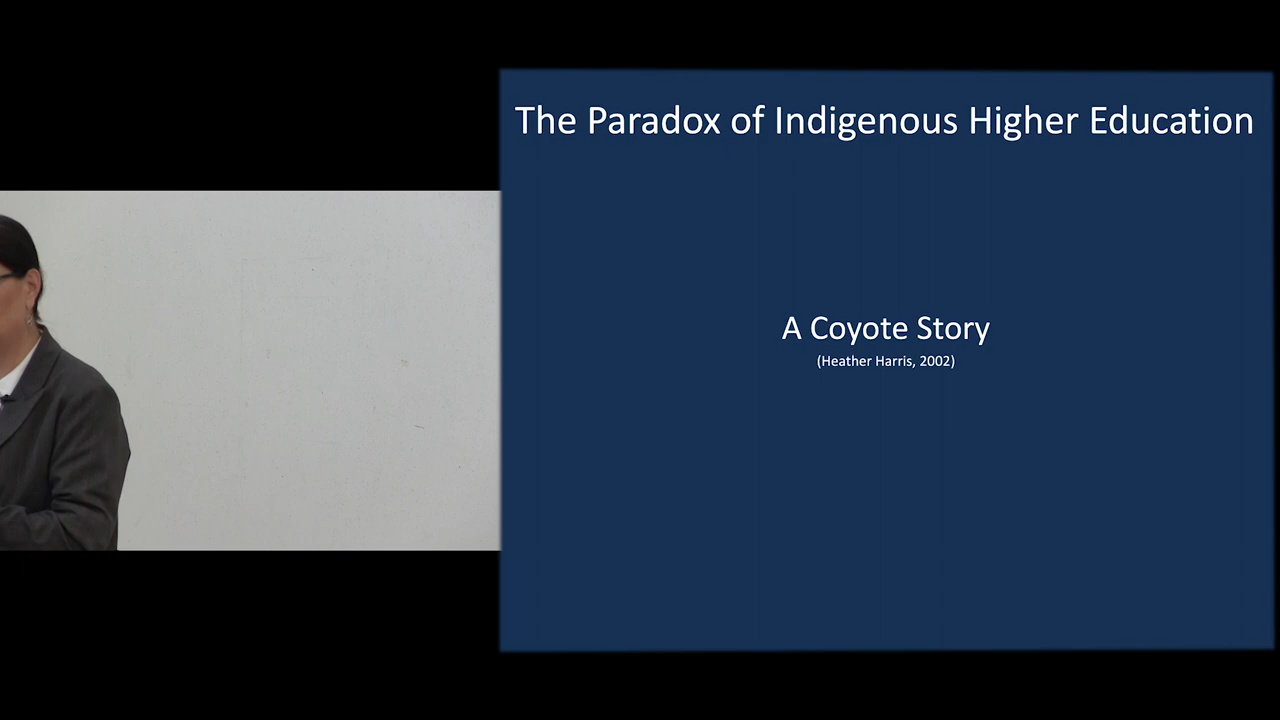 The Paradox of Indigenous Higher Education
A Coyote Story
(Heather Harris, 2002)